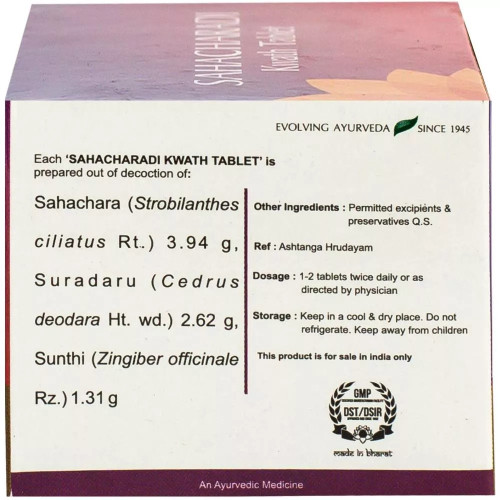 SAHACHARADI
Kwath Tablet
EVOLVING AYURVEDA SINCE 1945
Each ‘SAHACHARADI KWATH TABLET’ is
prepared out of decoction of:
Sahachara (Strobilanthes
ciliatus Rt.) 3.94 g,
Suradaru (Cedrus
deodara Ht. wd.) 2.62 g,
Sunthi (Zingiber officinale
Rz.) 1.31 g
Other Ingredients : Permitted excipients &
preservatives Q.S.
Ref : Ashtanga Hrudayam
Dosage : 1-2 tablets twice daily or as
directed by physician
Storage : Keep in a cool & dry place. Do not
refrigerate. Keep away from children
This product is for sale in india only
GMP
DST/DSIR
made in bharat
An Ayurvedic Medicine